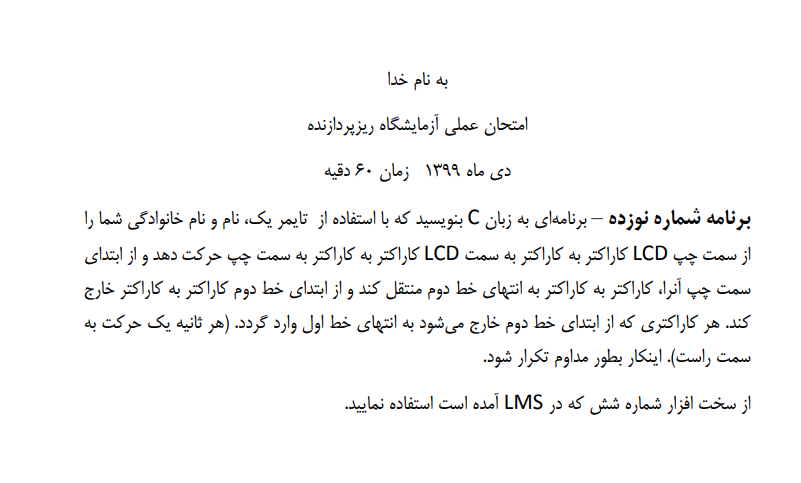 به نام خدا
امتحان عملی آزمایشگاه ریزپردازنده
دی ماه ۱۳۹۹ زمان ۶۰ دقیه
برنامه شماره نوزده – برنامه‌ای به زبان C بنویسید که با استفاده از تایمر یک، نام و نام خانوادگی شما را
از سمت چپ LCD کاراکتر به کاراکتر به سمت LCD کاراکتر به کاراکتر به سمت چپ حرکت دهد و از ابتدای
سمت چپ آنرا، کاراکتر به کاراکتر به انتهای خط دوم منتقل کند و از ابتدای خط دوم کاراکتر به کاراکتر خارج
کند. هر کاراکتری که از ابتدای خط دوم خارج می‌شود به انتهای خط اول وارد گردد. (هر ثانیه یک حرکت به
سمت راست). اینکار بطور مداوم تکرار شود.
از سخت افزار شماره شش که در LMS آمده است استفاده نمایید.